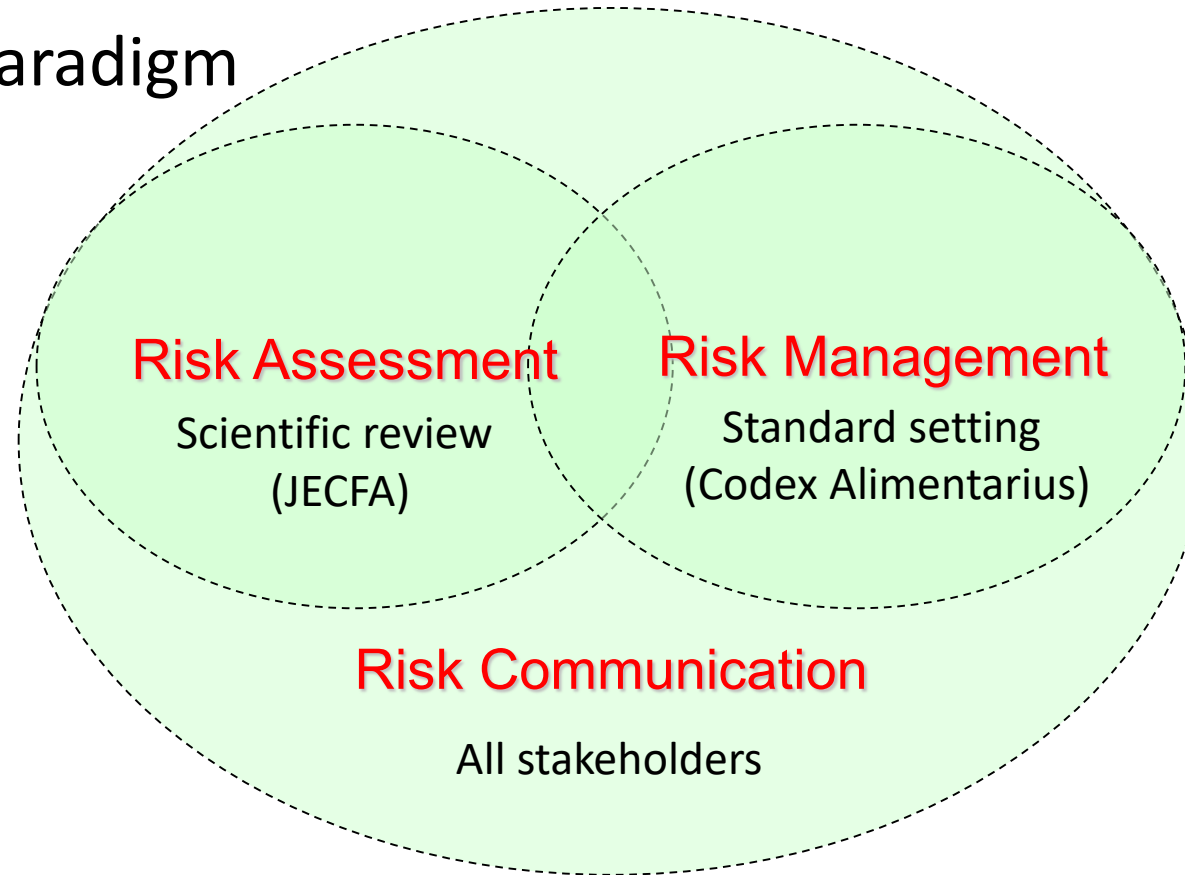 aradigm
Risk Assessment
Scientific review
(JECFA)
Risk Management
Standard setting
(Codex Alimentarius)
Risk Communication
All stakeholders